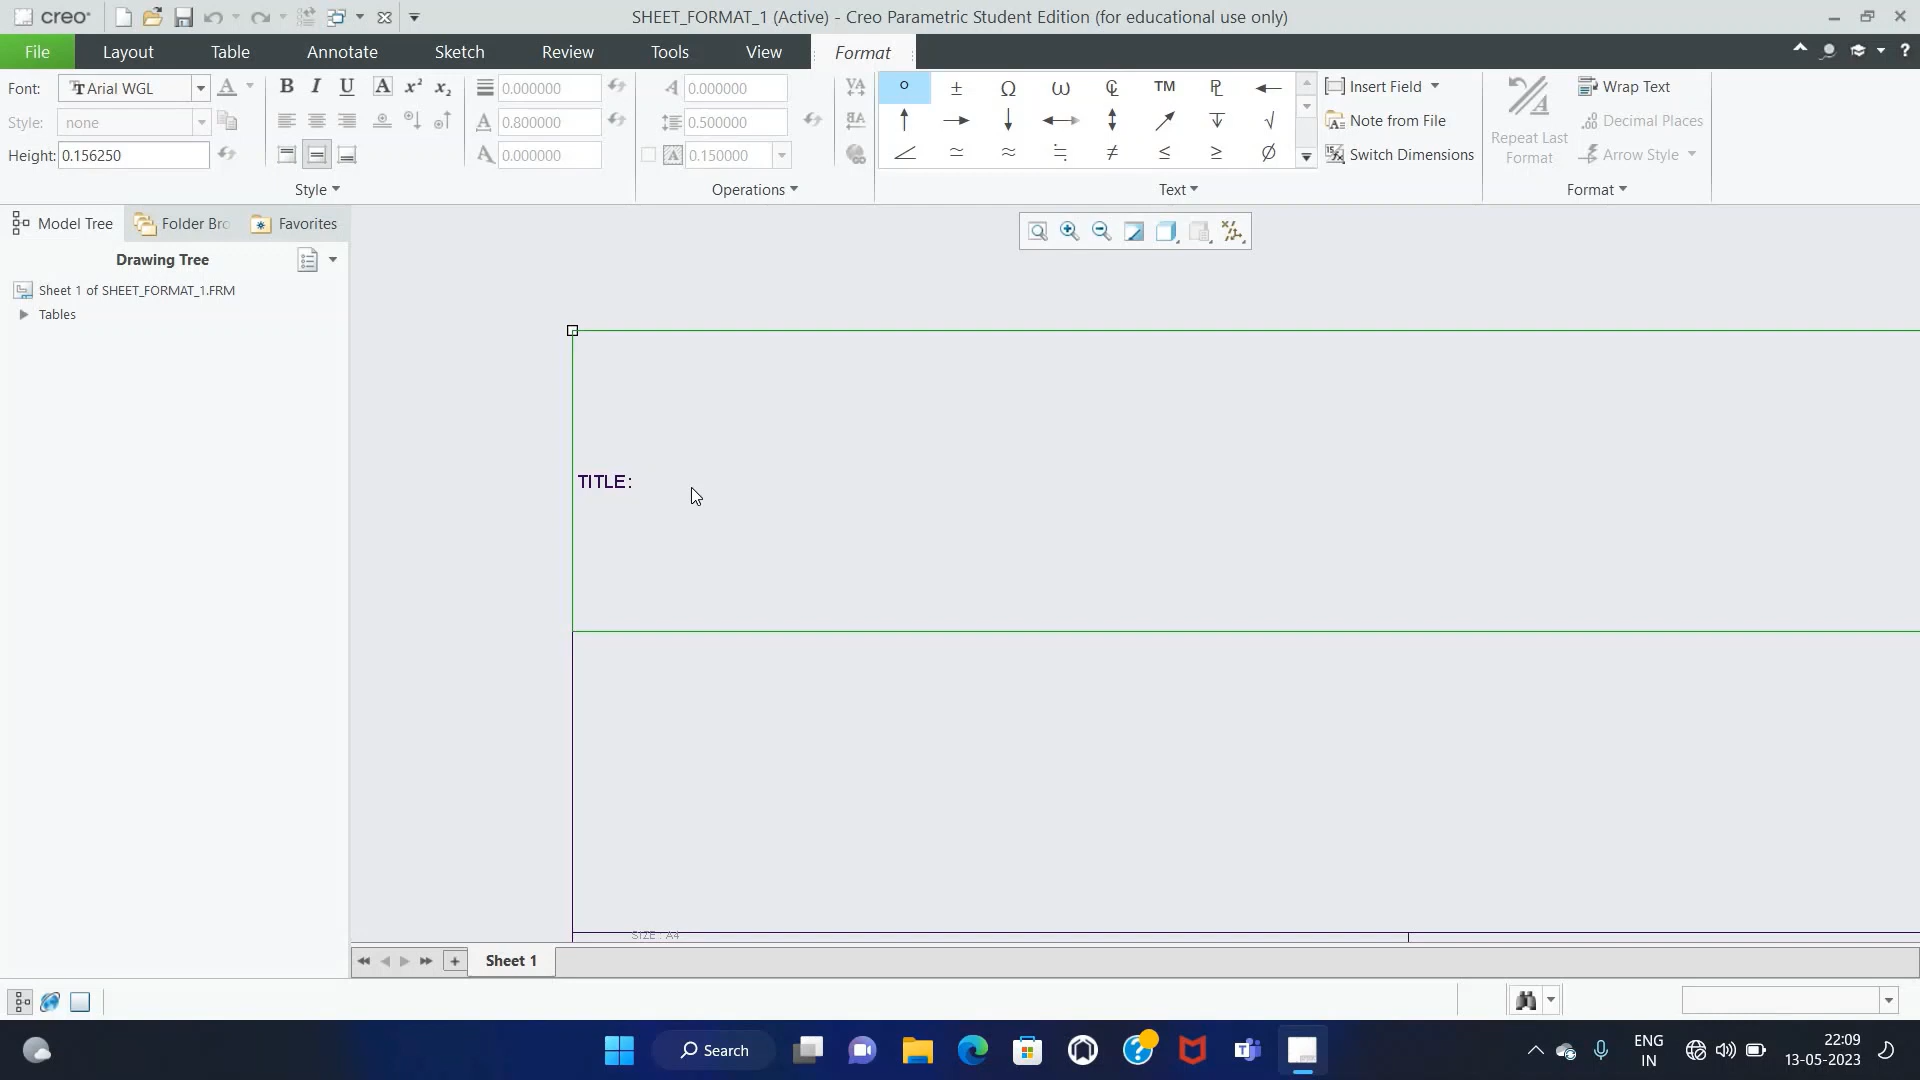 creo
SHEET_FORMAT_1 (Active) - Creo Parametric Student Edition (for educational use only)
File Layout Table Annotate Sketch Review Tools View Format
Font: Arial WGL
Style: none
Height: 0.156250
B I U A x² x₂
0.000000
0.800000
0.000000
0.000000
0.500000
0.150000
° ± Ω ω ℄ TM ⅊ ←
↑ → ↓ ↔ ↕ ↗ ↧ √
∠ ≃ ≈ ≒ ≠ ≤ ≥ Ø
Insert Field
Note from File
Switch Dimensions
Repeat Last
Format
Wrap Text
Decimal Places
Arrow Style
Style Operations Text Format
Model Tree Folder Bro Favorites
Drawing Tree
Sheet 1 of SHEET_FORMAT_1.FRM
Tables
TITLE:
SIZE : A4
Sheet 1
Search
ENG
IN
22:09
13-05-2023